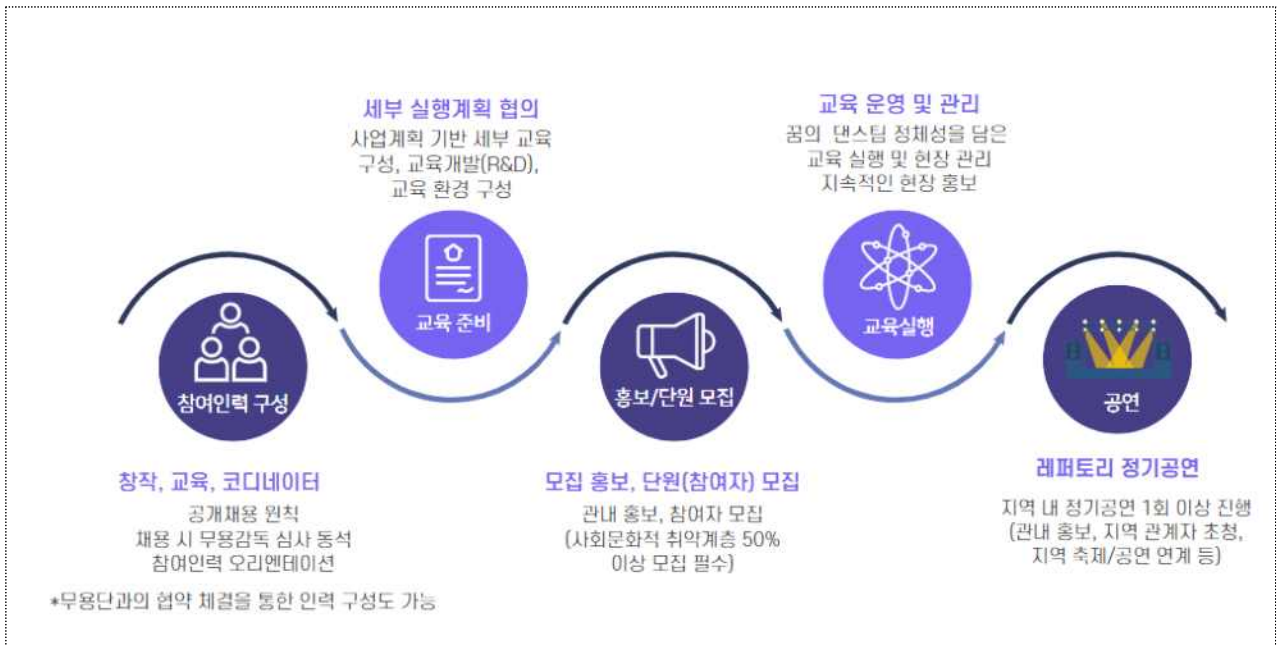 참여인력 구성
창작, 교육, 코디네이터
공개채용 원칙
채용 시 무용감독 심사 동석
참여인력 오리엔테이션
*무용단과의 협약 체결을 통한 인력 구성도 가능
세부 실행계획 협의
사업계획 기반 세부 교육
구성, 교육개발(R&D),
교육 환경 구성
교육 준비
홍보/단원 모집
모집 홍보, 단원(참여자) 모집
관내 홍보, 참여자 모집
(사회문화적 취약계층 50%
이상 모집 필수)
교육 운영 및 관리
꿈의 댄스팀 정체성을 담은
교육 실행 및 현장 관리
지속적인 현장 홍보
교육실행
공연
레퍼토리 정기공연
지역 내 정기공연 1회 이상 진행
(관내 홍보, 지역 관계자 초청,
지역 축제/공연 연계 등)